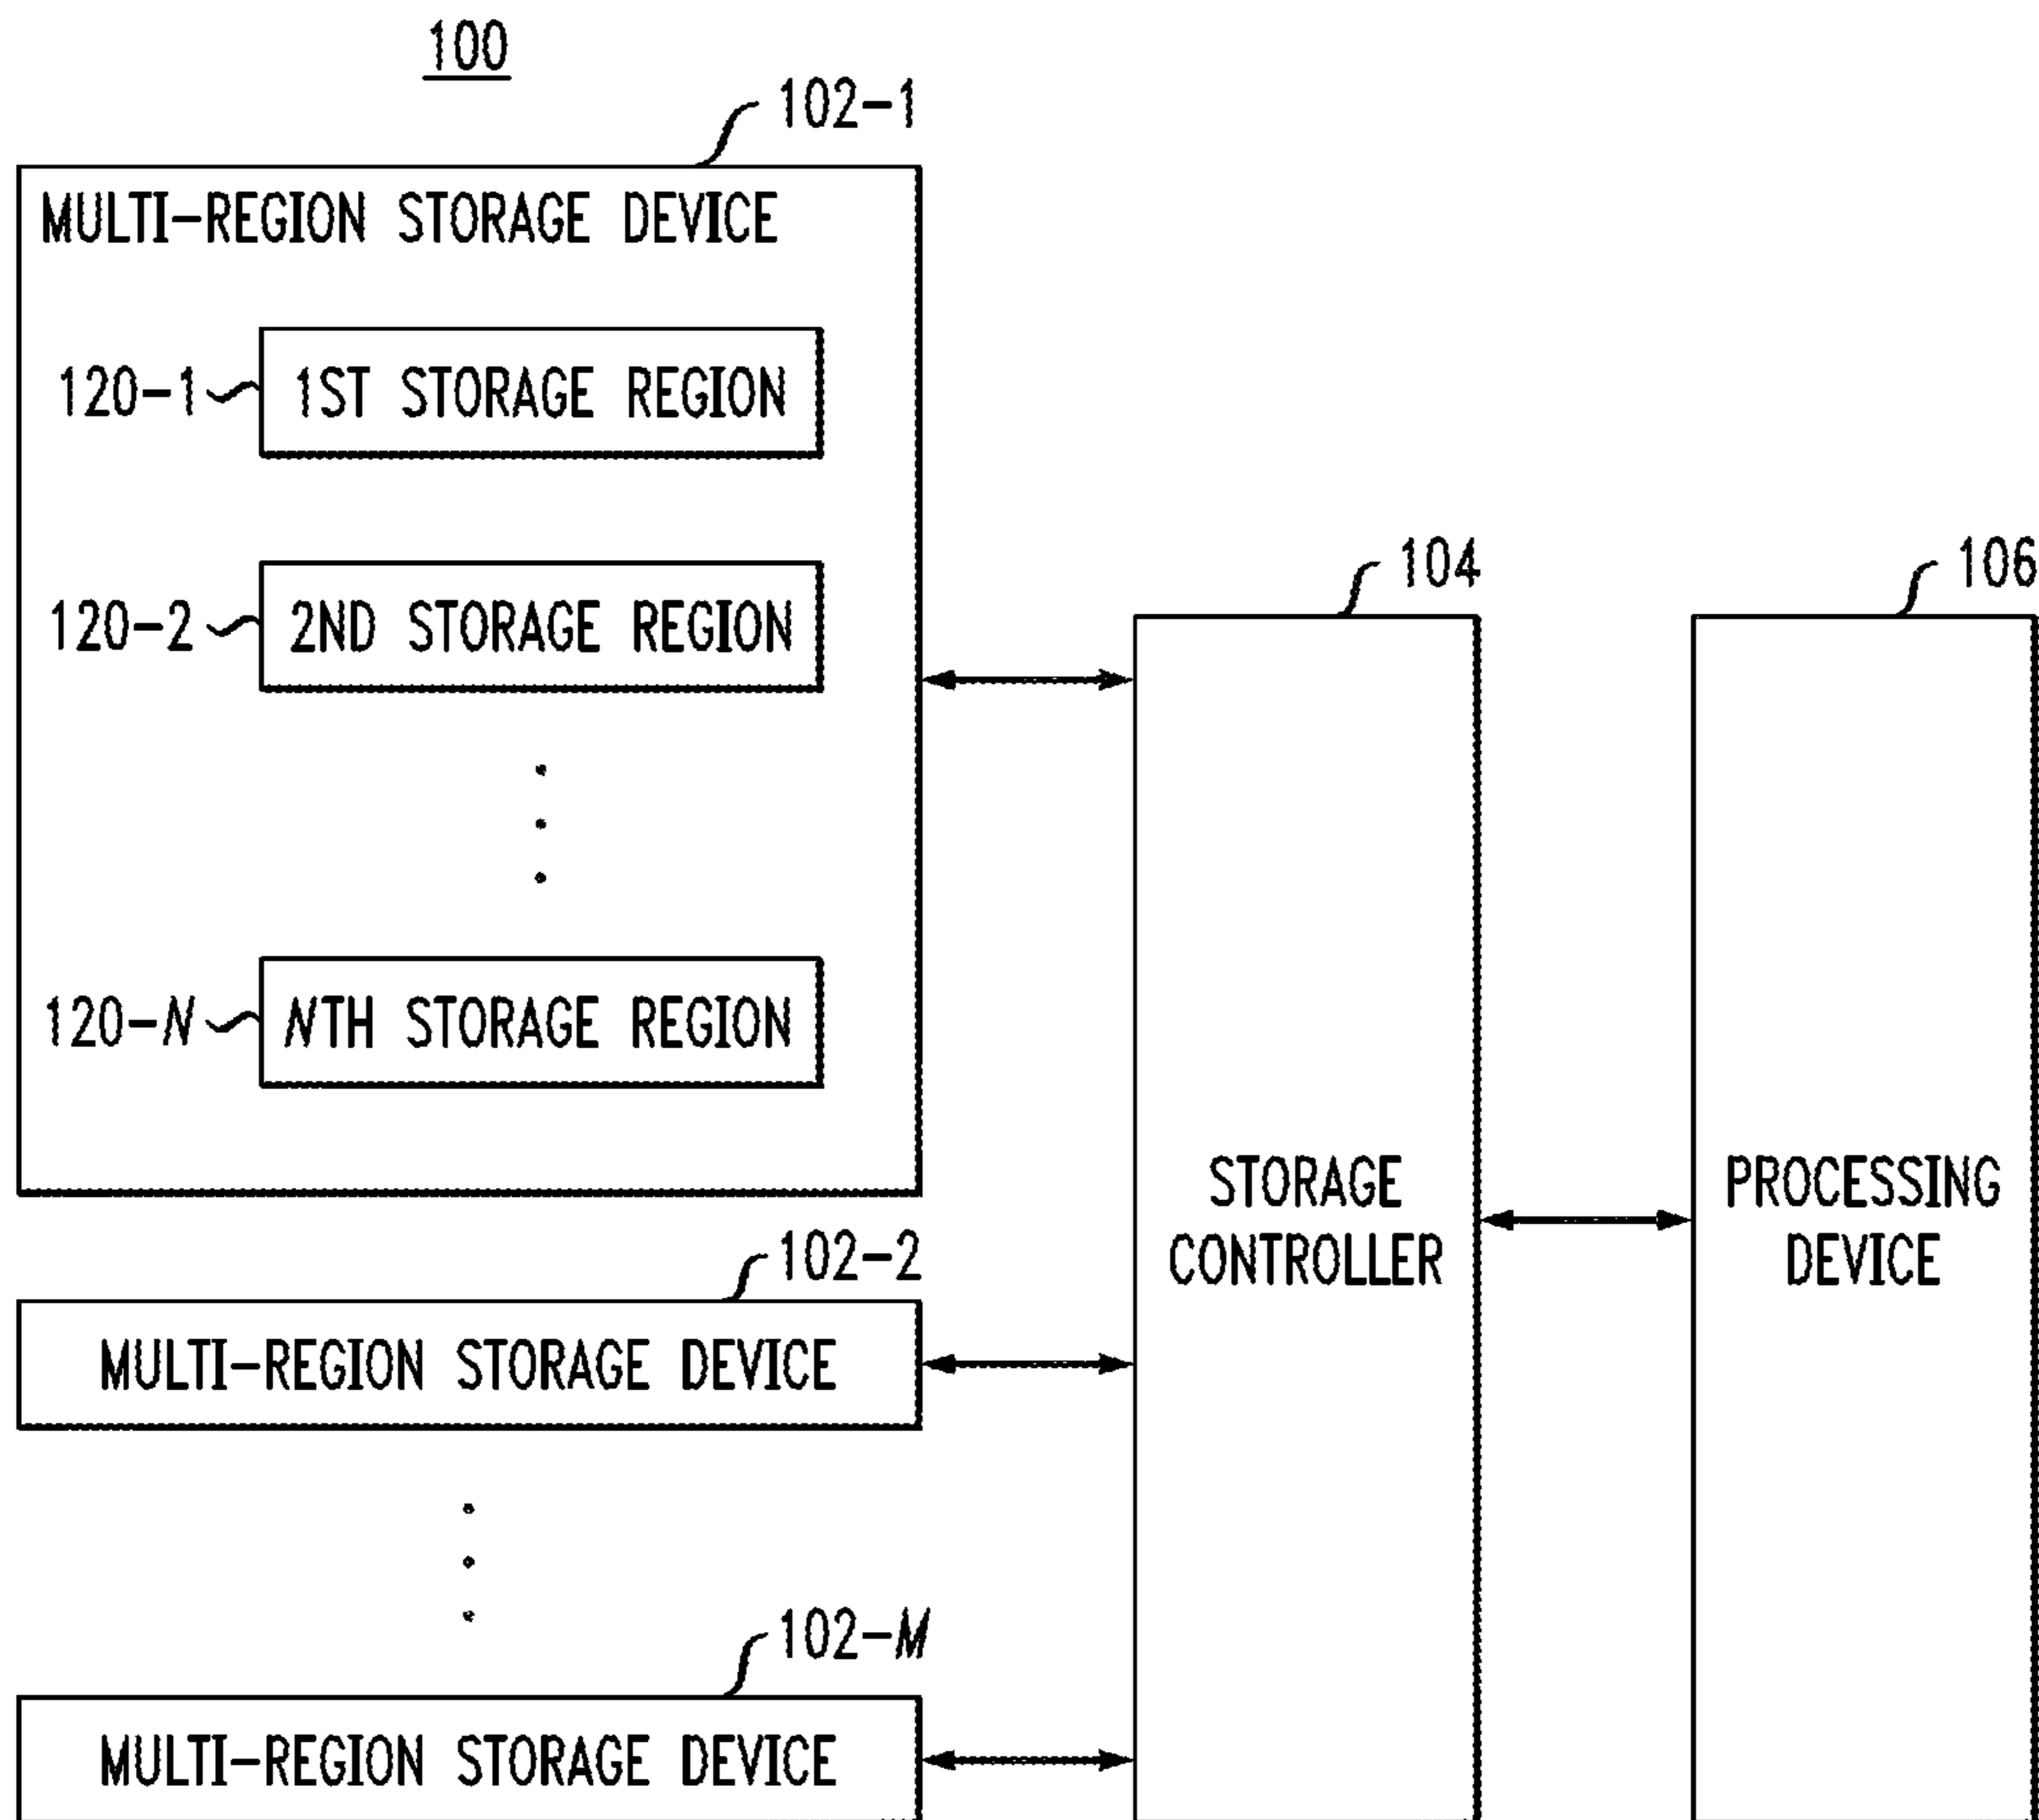 100
102-1
MULTI-REGION STORAGE DEVICE
120-1
1ST STORAGE REGION
120-2
2ND STORAGE REGION
120-N
NTH STORAGE REGION
104
106
STORAGE
CONTROLLER
PROCESSING
DEVICE
102-2
MULTI-REGION STORAGE DEVICE
102-M
MULTI-REGION STORAGE DEVICE